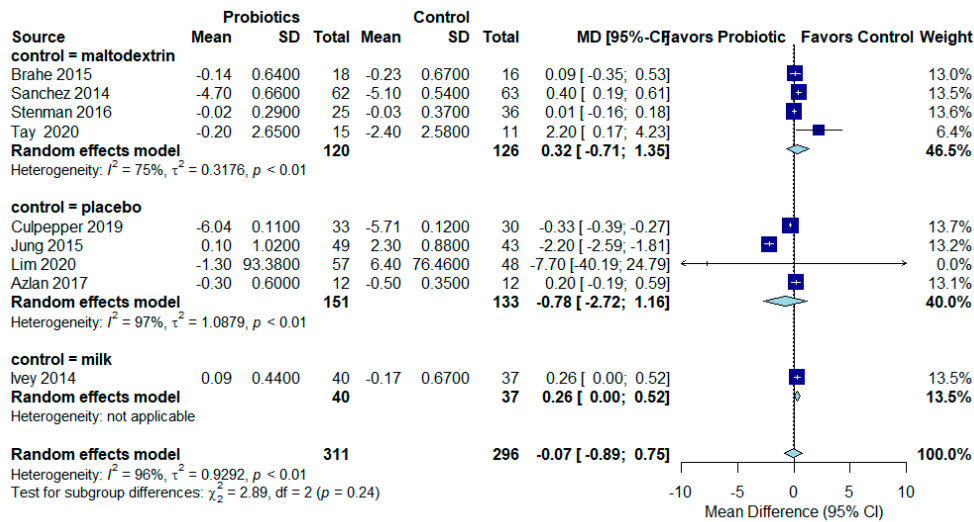 Probiotics Control
Source Mean SD Total Mean SD Total MD [95%-CI] Favors Probiotic Favors Control Weight
control = maltodextrin
Brahe 2015 -0.14 0.6400 18 -0.23 0.6700 16 0.09 [ -0.35; 0.53] 13.0%
Sanchez 2014 -4.70 0.6600 62 -5.10 0.5400 63 0.40 [ 0.19; 0.61] 13.5%
Stenman 2016 -0.02 0.2900 25 -0.03 0.3700 36 0.01 [ -0.16; 0.18] 13.6%
Tay 2020 -0.20 2.6500 15 -2.40 2.5800 11 2.20 [ 0.17; 4.23] 6.4%
Random effects model 120 126 0.32 [ -0.71; 1.35] 46.5%
Heterogeneity: I² = 75%, τ² = 0.3176, p < 0.01
control = placebo
Culpepper 2019 -6.04 0.1100 33 -5.71 0.1200 30 -0.33 [ -0.39; -0.27] 13.7%
Jung 2015 0.10 1.0200 49 2.30 0.8800 43 -2.20 [ -2.59; -1.81] 13.2%
Lim 2020 -1.30 93.3800 57 6.40 76.4600 48 -7.70 [-40.19; 24.79] 0.0%
Azlan 2017 -0.30 0.6000 12 -0.50 0.3500 12 0.20 [ -0.19; 0.59] 13.1%
Random effects model 151 133 -0.78 [ -2.72; 1.16] 40.0%
Heterogeneity: I² = 97%, τ² = 1.0879, p < 0.01
control = milk
Ivey 2014 0.09 0.4400 40 -0.17 0.6700 37 0.26 [ 0.00; 0.52] 13.5%
Random effects model 40 37 0.26 [ 0.00; 0.52] 13.5%
Heterogeneity: not applicable
Random effects model 311 296 -0.07 [ -0.89; 0.75] 100.0%
Heterogeneity: I² = 96%, τ² = 0.9292, p < 0.01
Test for subgroup differences: χ²₂ = 2.89, df = 2 (p = 0.24)
-10 -5 0 5 10
Mean Difference (95% CI)